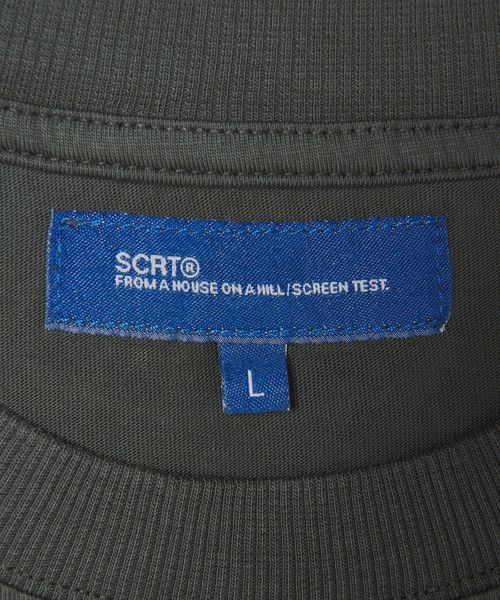 SCRT®
FROM A HOUSE ON A HILL/SCREEN TEST.
L